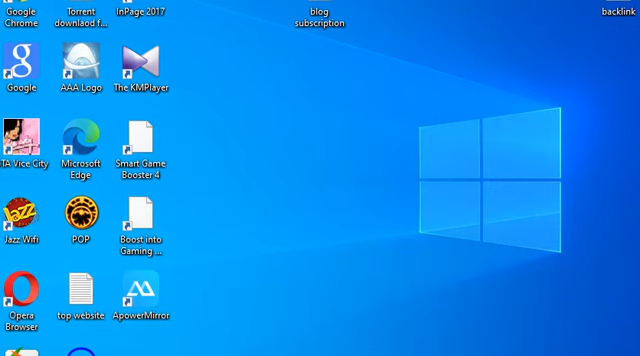 Google
Chrome
Torrent
downlaod f...
InPage 2017
blog
subscription
backlink
Google
AAA Logo
The KMPlayer
TA Vice City
Microsoft
Edge
Smart Game
Booster 4
Jazz
Jazz Wifi
POP
Boost into
Gaming ...
Opera
Browser
top website
ApowerMirror